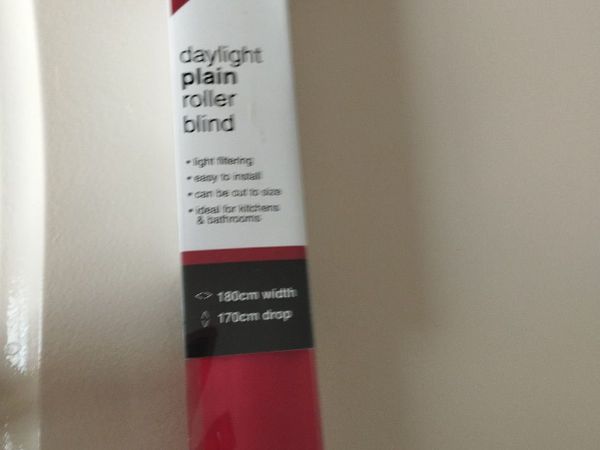 daylight
plain
roller
blind
• light filtering
• easy to install
• can be cut to size
• ideal for kitchens
& bathrooms
<> 180cm width
170cm drop